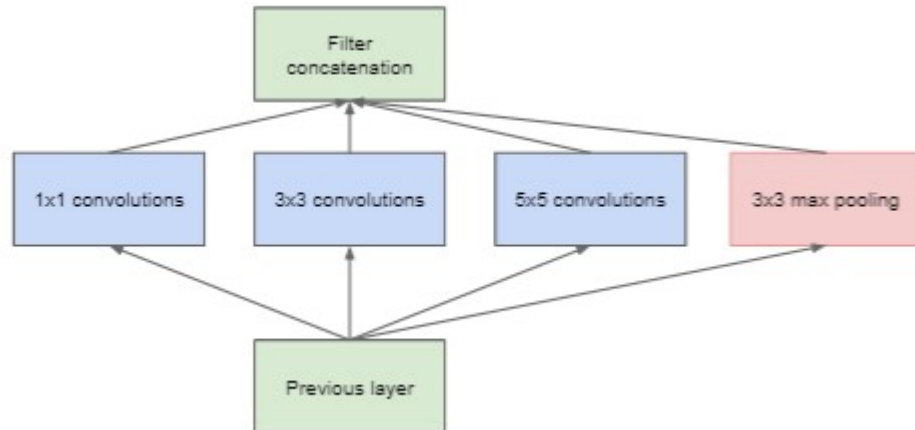 Filter
concatenation
1x1 convolutions
3x3 convolutions
5x5 convolutions
3x3 max pooling
Previous layer